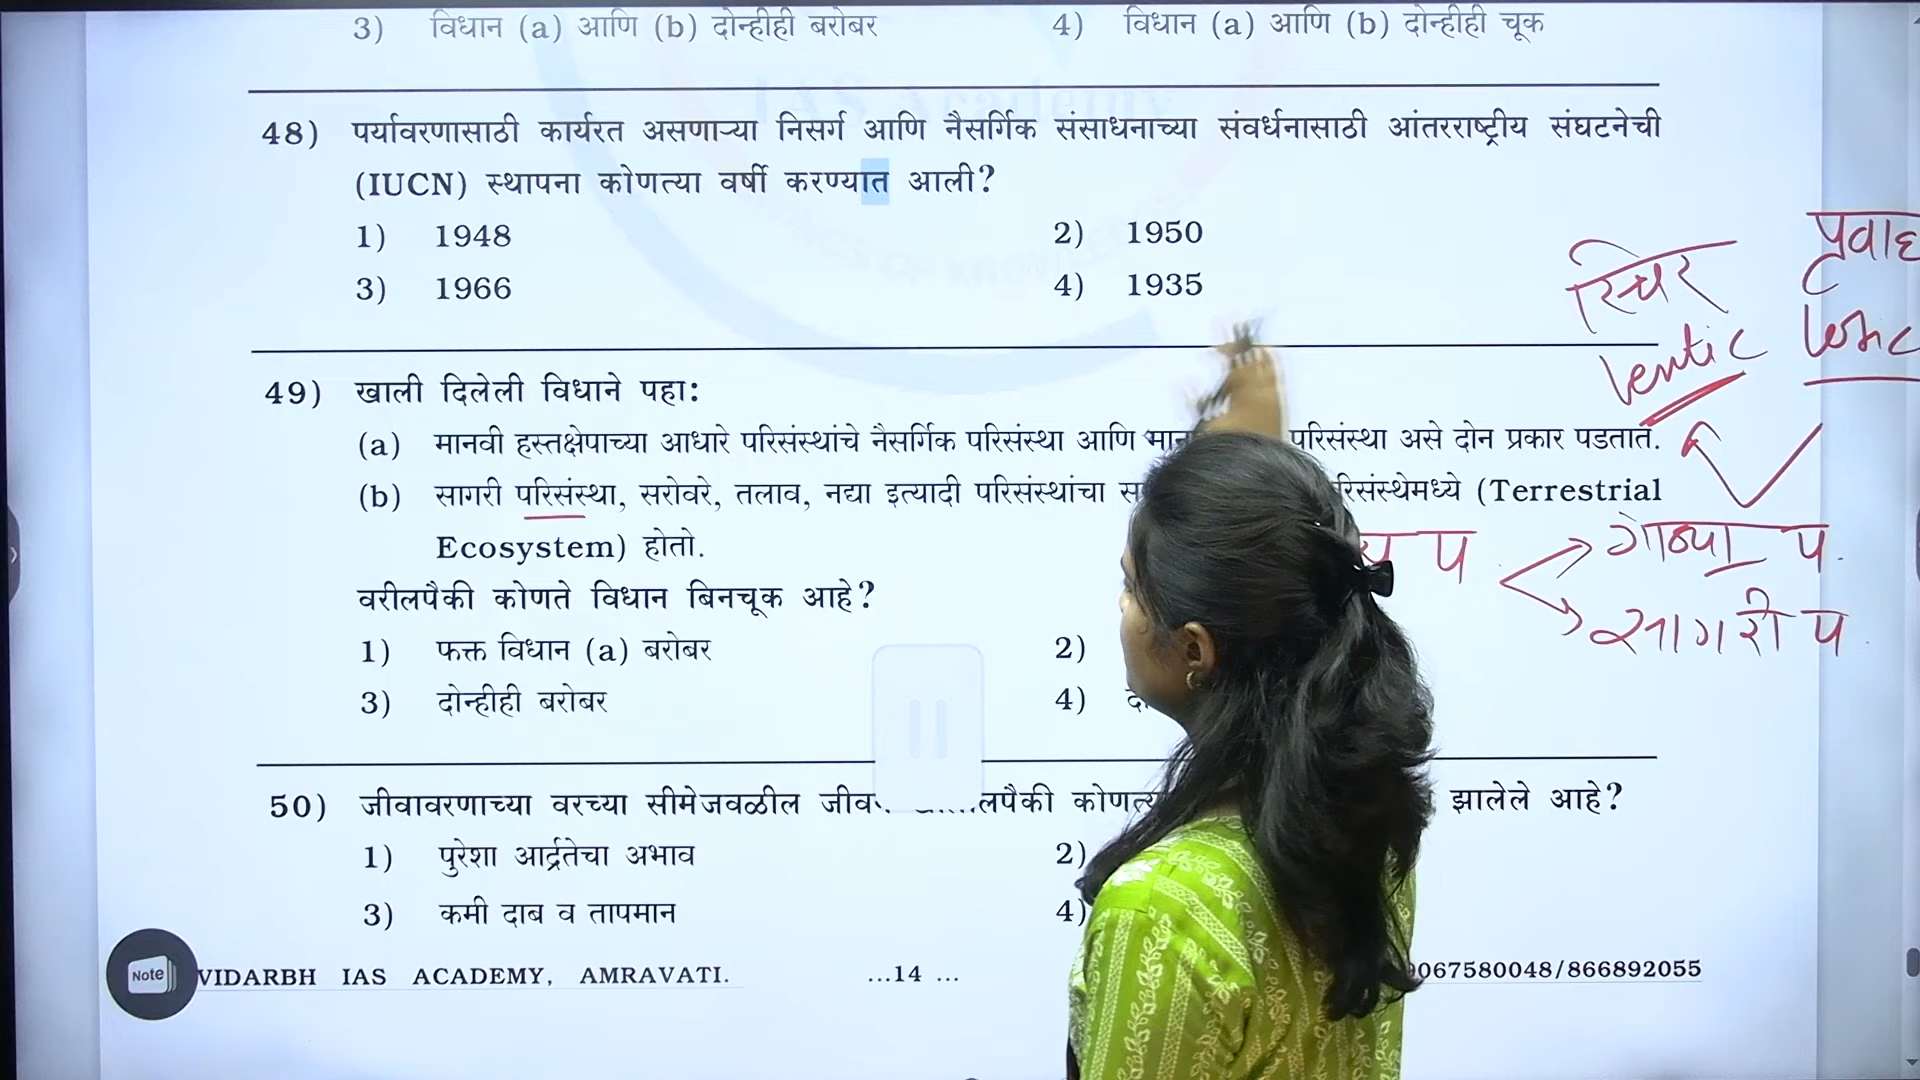 3) विधान (a) आणि (b) दोन्हीही बरोबर 4) विधान (a) आणि (b) दोन्हीही चूक
48) पर्यावरणासाठी कार्यरत असणाऱ्या निसर्ग आणि नैसर्गिक संसाधनाच्या संवर्धनासाठी आंतरराष्ट्रीय संघटनेची
(IUCN) स्थापना कोणत्या वर्षी करण्यात आली?
1) 1948 2) 1950
3) 1966 4) 1935
स्थिर
lentic
49) खाली दिलेली विधाने पहा:
(a) मानवी हस्तक्षेपाच्या आधारे परिसंस्थांचे नैसर्गिक परिसंस्था आणि परिसंस्था असे दोन प्रकार पडतात.
(b) सागरी परिसंस्था, सरोवरे, तलाव, नद्या इत्यादी परिसंस्थांचा (Terrestrial
Ecosystem) होतो.
गोड्या प.
सागरी प.
वरीलपैकी कोणते विधान बिनचूक आहे?
1) फक्त विधान (a) बरोबर 2)
3) दोन्हीही बरोबर 4)
50) जीवावरणाच्या वरच्या सीमेजवळील झालेले आहे?
1) पुरेशा आर्द्रतेचा अभाव 2)
3) कमी दाब व तापमान 4)
Note
VIDARBH IAS ACADEMY, AMRAVATI. ...14 ... 067580048/866892055